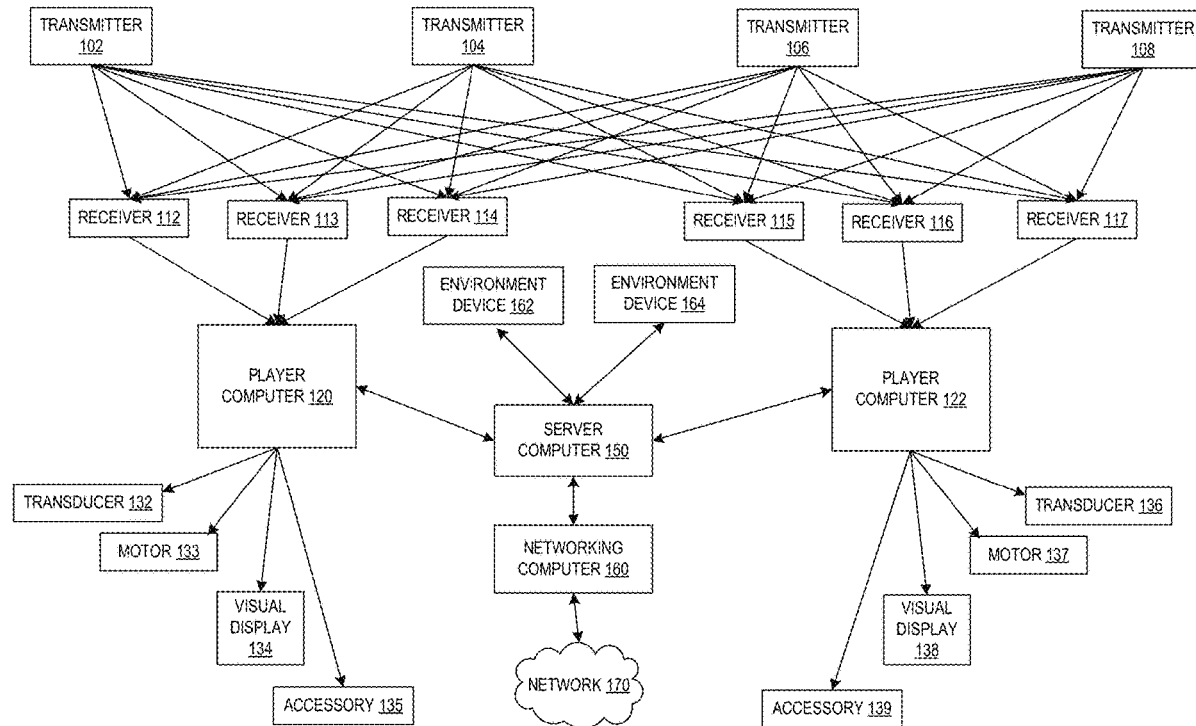 TRANSMITTER
102
TRANSMITTER
104
TRANSMITTER
106
TRANSMITTER
108
RECEIVER 112
RECEIVER 113
RECEIVER 114
RECEIVER 115
RECEIVER 116
RECEIVER 117
ENVIRONMENT
DEVICE 162
ENVIRONMENT
DEVICE 164
PLAYER
COMPUTER 120
SERVER
COMPUTER 150
PLAYER
COMPUTER 122
TRANSDUCER 132
MOTOR 133
VISUAL
DISPLAY
134
ACCESSORY 135
NETWORKING
COMPUTER 160
NETWORK 170
TRANSDUCER 136
MOTOR 137
VISUAL
DISPLAY
138
ACCESSORY 139